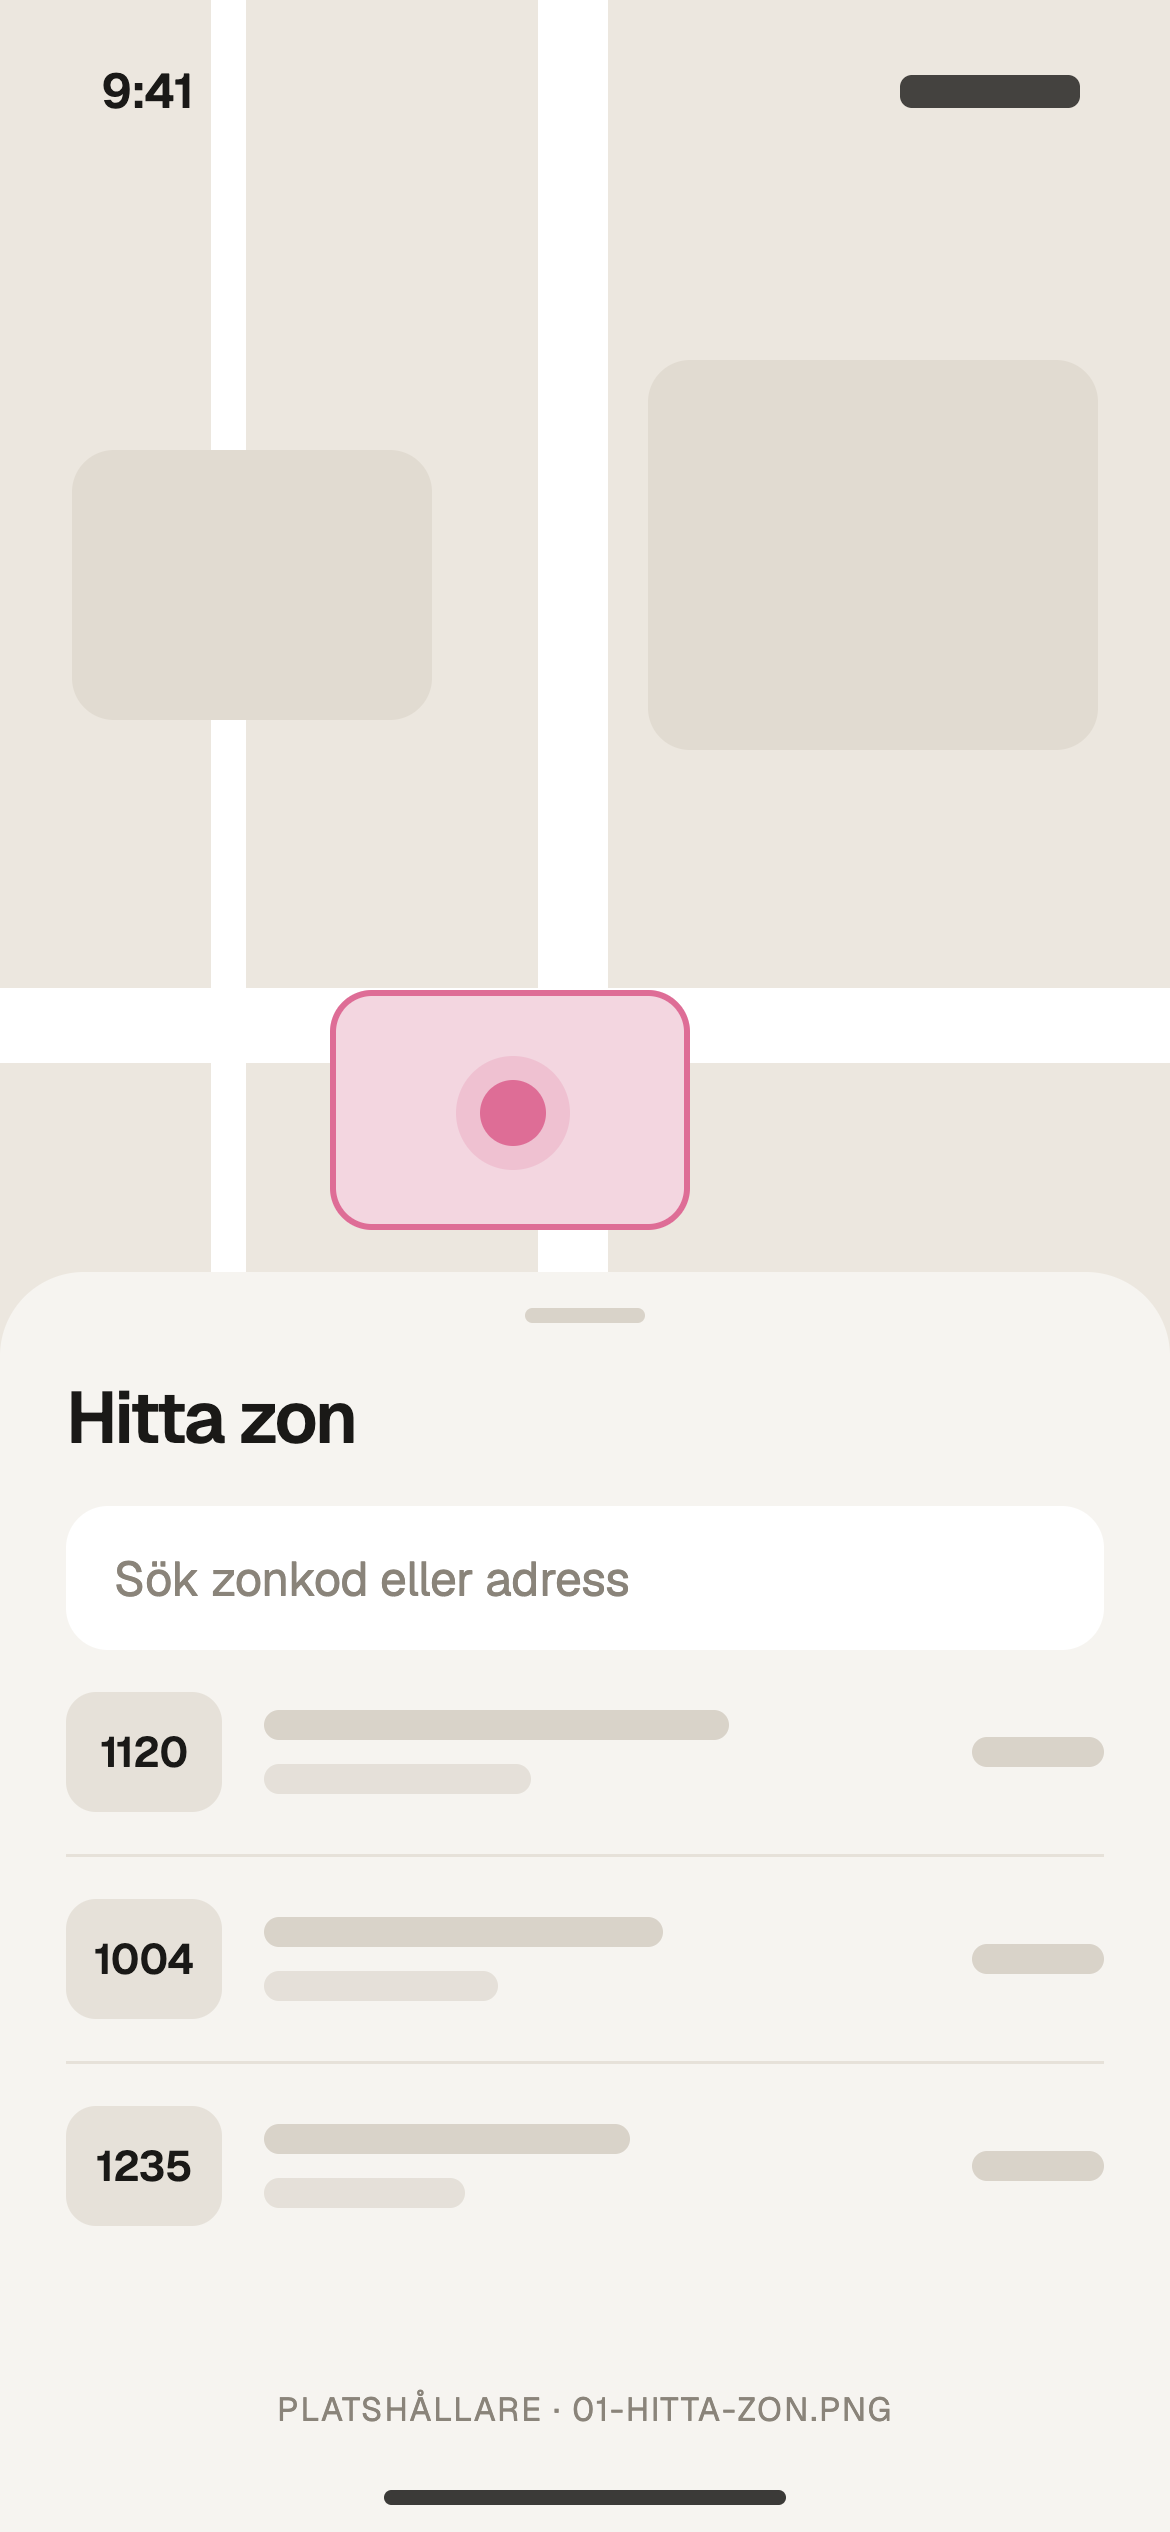 9:41
Hitta zon
Sök zonkod eller adress
1120
1004
1235
PLATSHÅLLARE · 01-HITTA-ZON.PNG